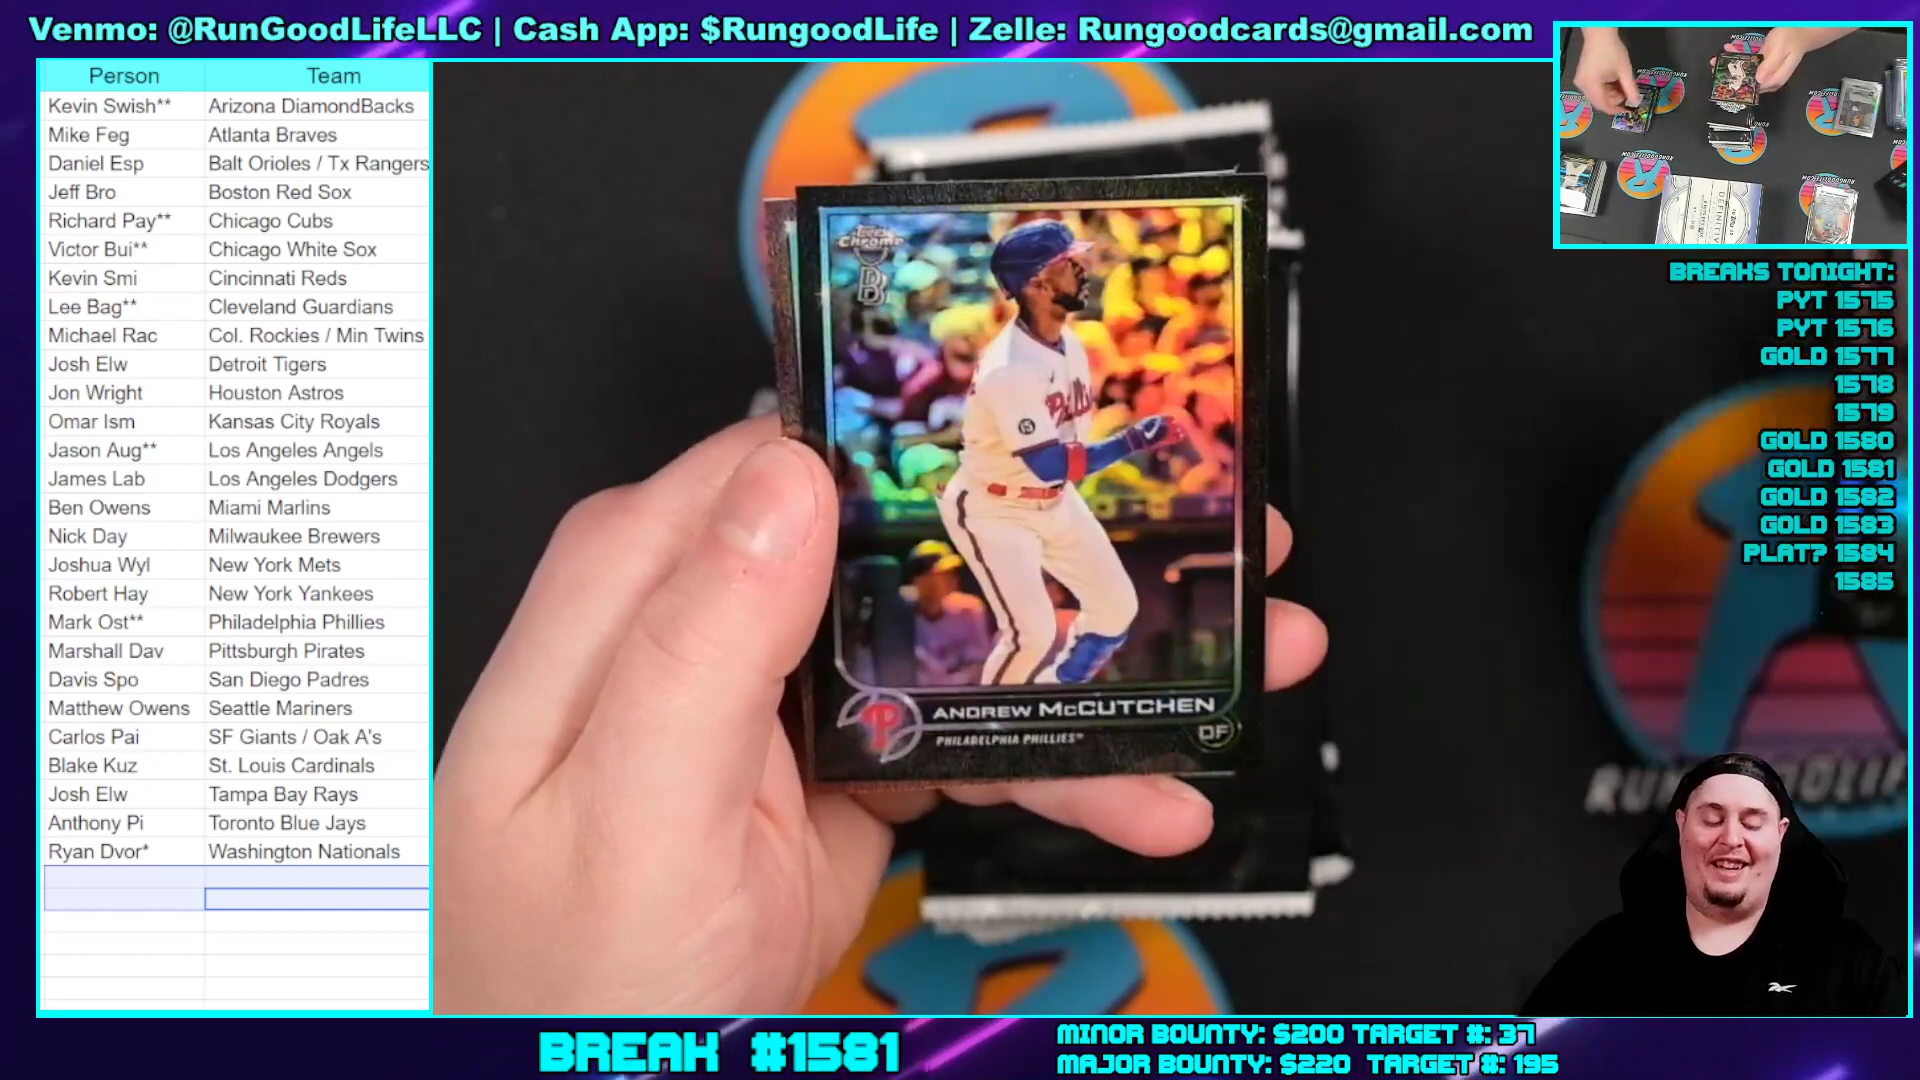 Venmo: @RunGoodLifeLLC | Cash App: $RungoodLife | Zelle: Rungoodcards@gmail.com
Person Team
Kevin Swish** Arizona DiamondBacks
Mike Feg Atlanta Braves
Daniel Esp Balt Orioles / Tx Rangers
Jeff Bro Boston Red Sox
Richard Pay** Chicago Cubs
Victor Bui** Chicago White Sox
Kevin Smi Cincinnati Reds
Lee Bag** Cleveland Guardians
Michael Rac Col. Rockies / Min Twins
Josh Elw Detroit Tigers
Jon Wright Houston Astros
Omar Ism Kansas City Royals
Jason Aug** Los Angeles Angels
James Lab Los Angeles Dodgers
Ben Owens Miami Marlins
Nick Day Milwaukee Brewers
Joshua Wyl New York Mets
Robert Hay New York Yankees
Mark Ost** Philadelphia Phillies
Marshall Dav Pittsburgh Pirates
Davis Spo San Diego Padres
Matthew Owens Seattle Mariners
Carlos Pai SF Giants / Oak A's
Blake Kuz St. Louis Cardinals
Josh Elw Tampa Bay Rays
Anthony Pi Toronto Blue Jays
Ryan Dvor* Washington Nationals
Topps
Chrome
B
Phillies
ANDREW McCUTCHEN
P
PHILADELPHIA PHILLIES™
OF
DEFINITIV
BREAKS TONIGHT:
PYT 1575
PYT 1576
GOLD 1577
1578
1579
GOLD 1580
GOLD 1581
GOLD 1582
GOLD 1583
PLAT? 1584
1585
BREAK #1581
MINOR BOUNTY: $200 TARGET #: 37
MAJOR BOUNTY: $220 TARGET #: 195